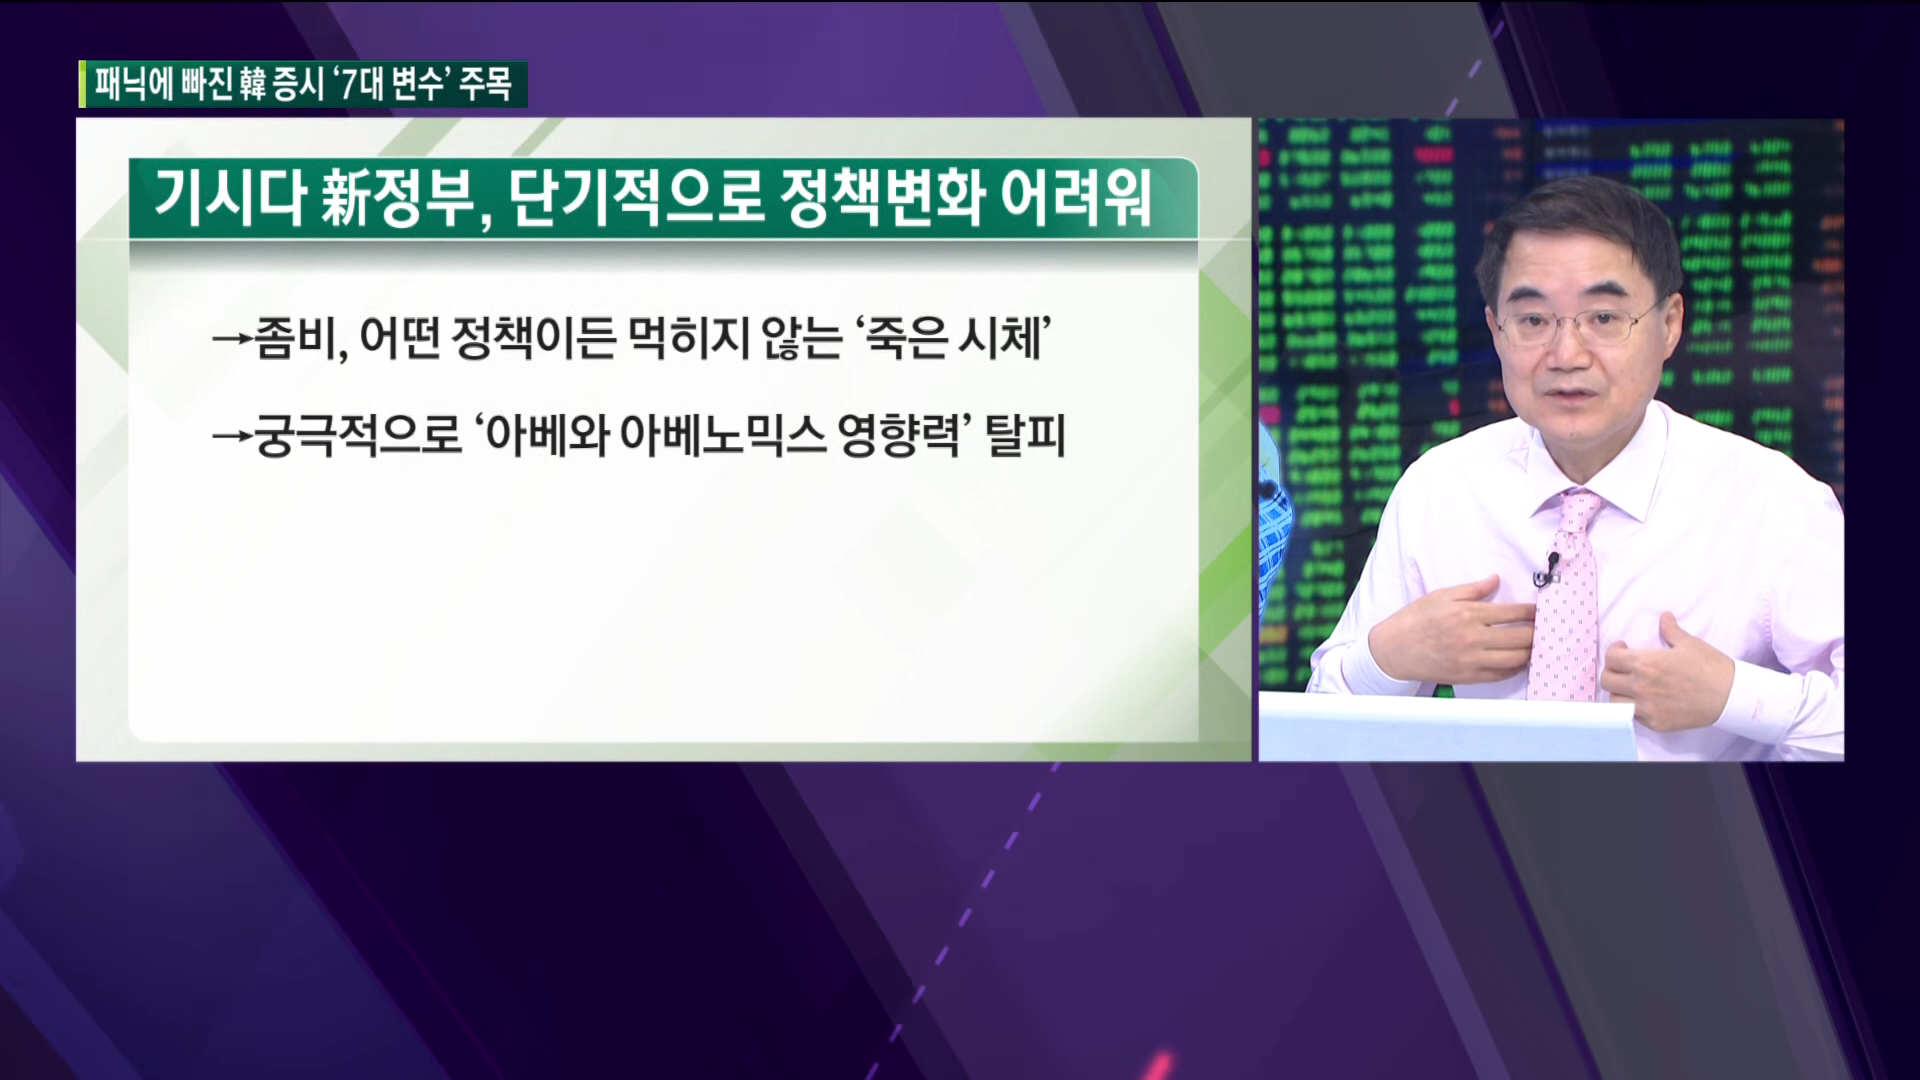 패닉에 빠진 韓 증시 ‘7대 변수’ 주목
기시다 新정부, 단기적으로 정책변화 어려워
→좀비, 어떤 정책이든 먹히지 않는 ‘죽은 시체’
→궁극적으로 ‘아베와 아베노믹스 영향력’ 탈피